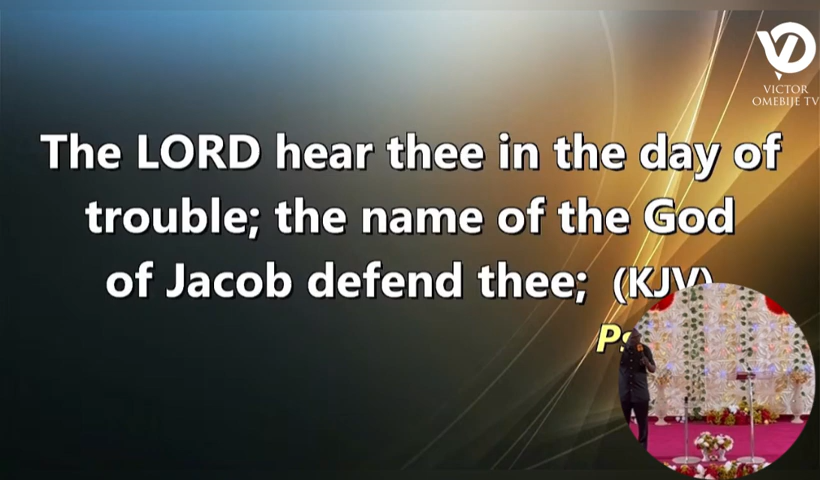 VICTOR
OMEBIJE TV
The LORD hear thee in the day of
trouble; the name of the God
of Jacob defend thee; (KJV)